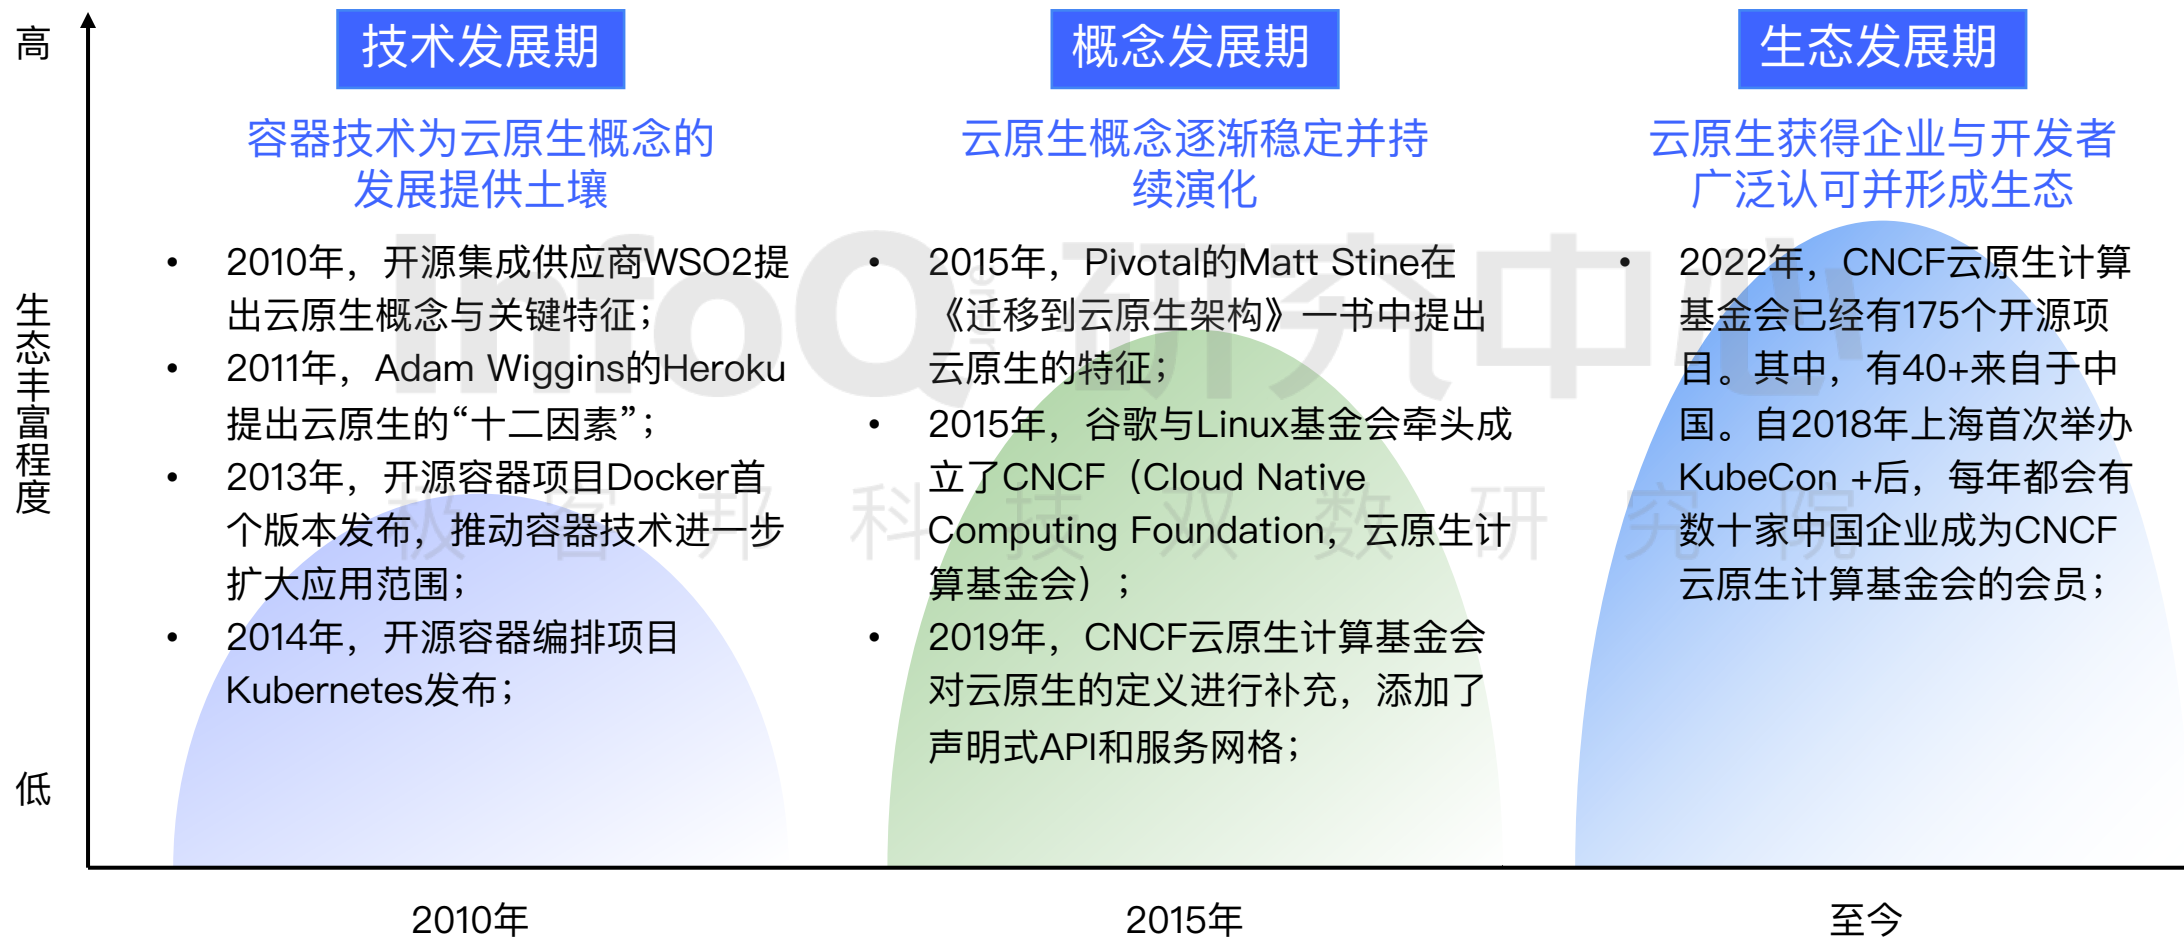 高
生态丰富程度
低
技术发展期
容器技术为云原生概念的
发展提供土壤
• 2010年，开源集成供应商WSO2提
出云原生概念与关键特征；
• 2011年，Adam Wiggins的Heroku
提出云原生的“十二因素”；
• 2013年，开源容器项目Docker首
个版本发布，推动容器技术进一步
扩大应用范围；
• 2014年，开源容器编排项目
Kubernetes发布；
概念发展期
云原生概念逐渐稳定并持
续演化
• 2015年，Pivotal的Matt Stine在
《迁移到云原生架构》一书中提出
云原生的特征；
• 2015年，谷歌与Linux基金会牵头成
立了CNCF（Cloud Native
Computing Foundation，云原生计
算基金会）；
• 2019年，CNCF云原生计算基金会
对云原生的定义进行补充，添加了
声明式API和服务网格；
生态发展期
云原生获得企业与开发者
广泛认可并形成生态
• 2022年，CNCF云原生计算
基金会已经有175个开源项
目。其中，有40+来自于中
国。自2018年上海首次举办
KubeCon +后，每年都会有
数十家中国企业成为CNCF
云原生计算基金会的会员；
InfoQ 研究中心
极客邦科技双数研究院
2010年
2015年
至今